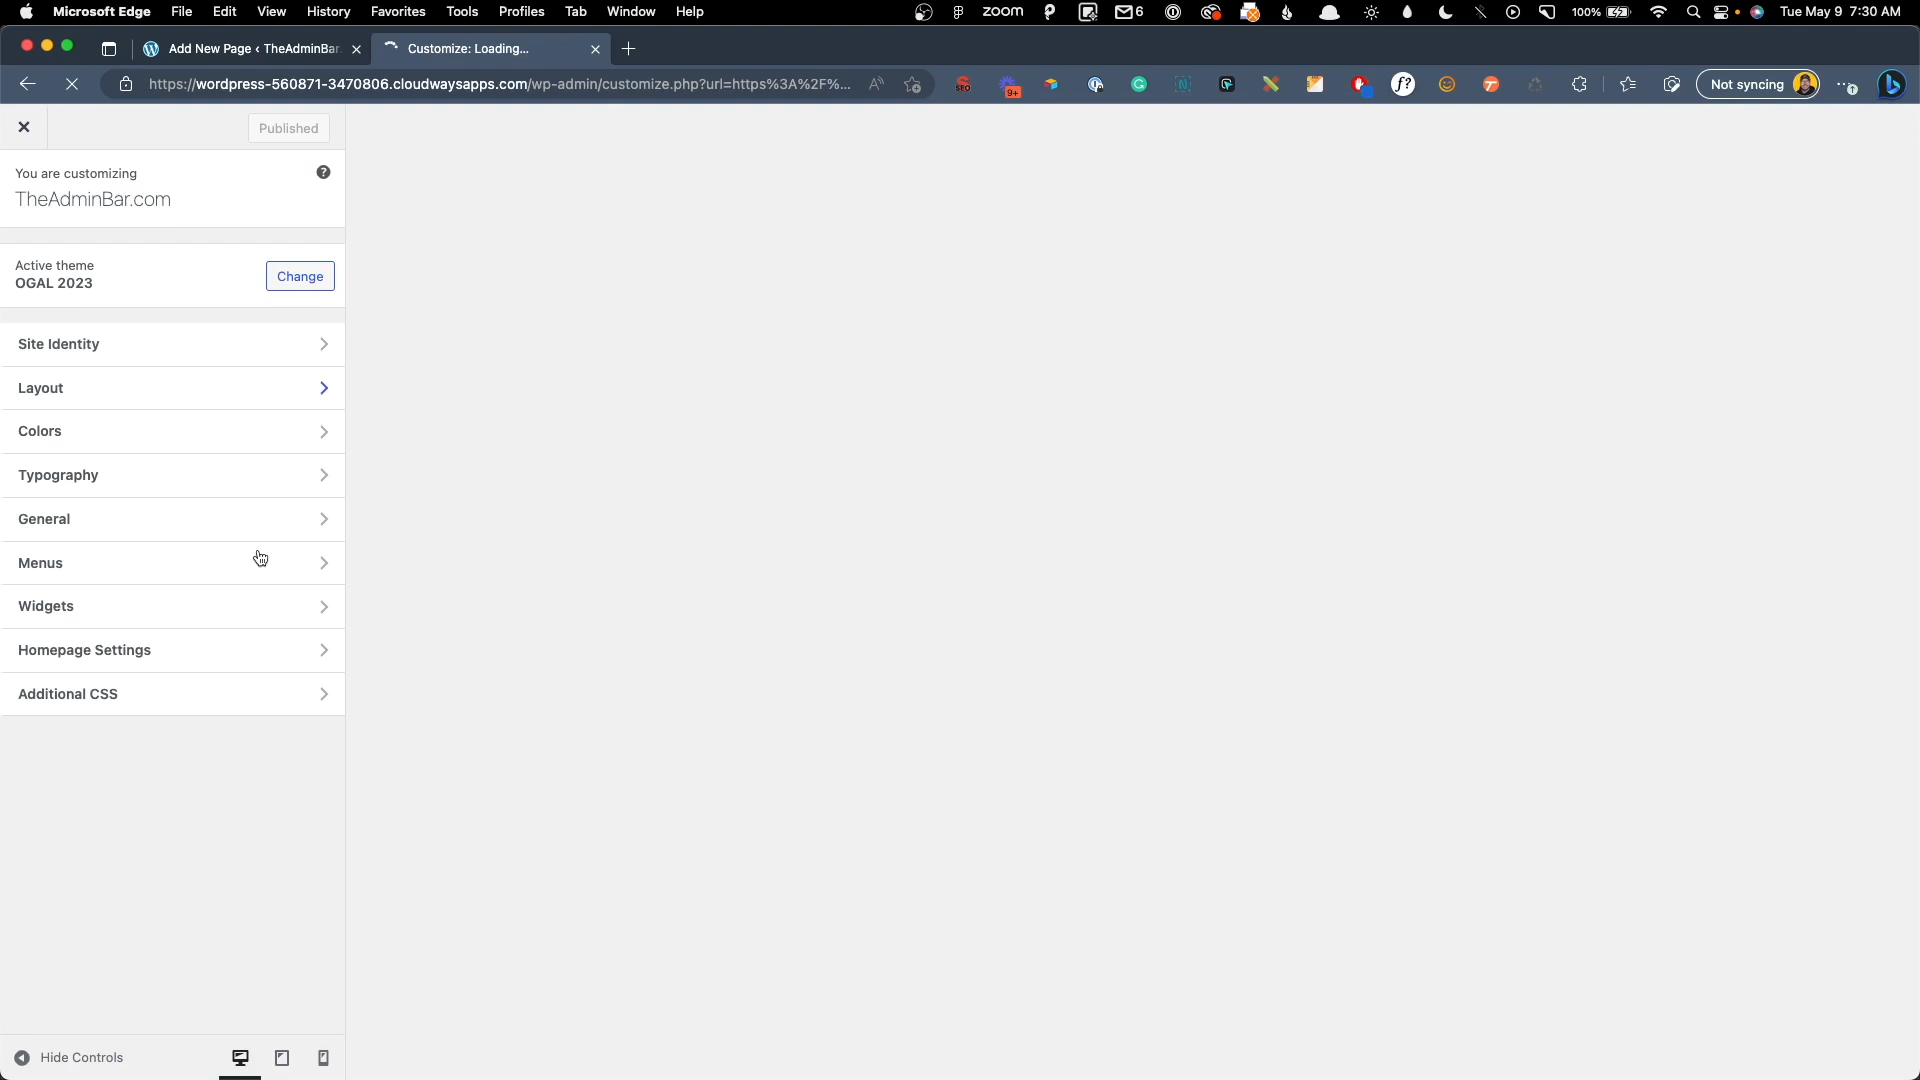 Microsoft Edge File Edit View History Favorites Tools Profiles Tab Window Help zoom 6 100% Tue May 9 7:30 AM
Add New Page ‹ TheAdminBar. Customize: Loading...
https://wordpress-560871-3470806.cloudwaysapps.com/wp-admin/customize.php?url=https%3A%2F%... SEO 9+ f? Not syncing
Published
You are customizing
TheAdminBar.com
Active theme
OGAL 2023
Change
Site Identity
Layout
Colors
Typography
General
Menus
Widgets
Homepage Settings
Additional CSS
Hide Controls